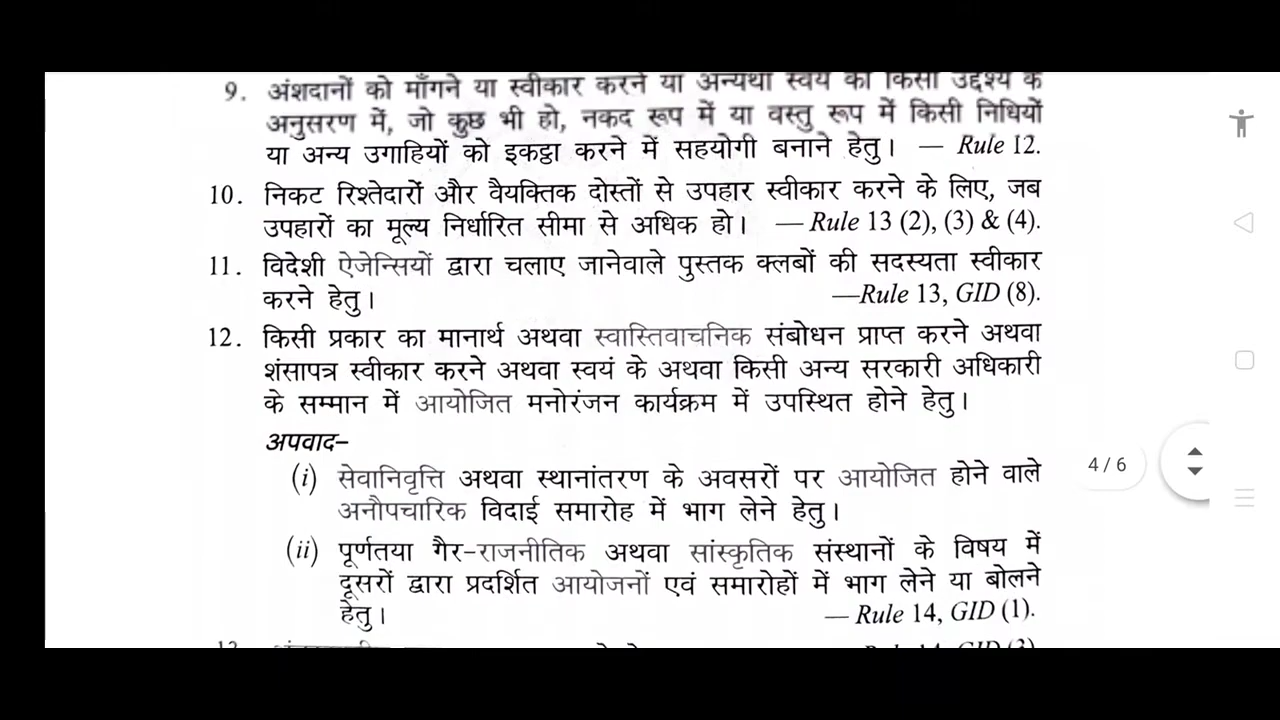 9. अंशदानों को माँगने या स्वीकार करने या अन्यथा स्वयं को किसी उद्देश्य के
अनुसरण में, जो कुछ भी हो, नकद रूप में या वस्तु रूप में किसी निधियों
या अन्य उगाहियों को इकट्ठा करने में सहयोगी बनाने हेतु। — Rule 12.
10. निकट रिश्तेदारों और वैयक्तिक दोस्तों से उपहार स्वीकार करने के लिए, जब
उपहारों का मूल्य निर्धारित सीमा से अधिक हो। — Rule 13 (2), (3) & (4).
11. विदेशी ऐजेन्सियों द्वारा चलाए जानेवाले पुस्तक क्लबों की सदस्यता स्वीकार
करने हेतु। —Rule 13, GID (8).
12. किसी प्रकार का मानार्थ अथवा स्वास्तिवाचनिक संबोधन प्राप्त करने अथवा
शंसापत्र स्वीकार करने अथवा स्वयं के अथवा किसी अन्य सरकारी अधिकारी
के सम्मान में आयोजित मनोरंजन कार्यक्रम में उपस्थित होने हेतु।
अपवाद–
(i) सेवानिवृत्ति अथवा स्थानांतरण के अवसरों पर आयोजित होने वाले
अनौपचारिक विदाई समारोह में भाग लेने हेतु।
(ii) पूर्णतया गैर-राजनीतिक अथवा सांस्कृतिक संस्थानों के विषय में
दूसरों द्वारा प्रदर्शित आयोजनों एवं समारोहों में भाग लेने या बोलने
हेतु। — Rule 14, GID (1).
4 / 6